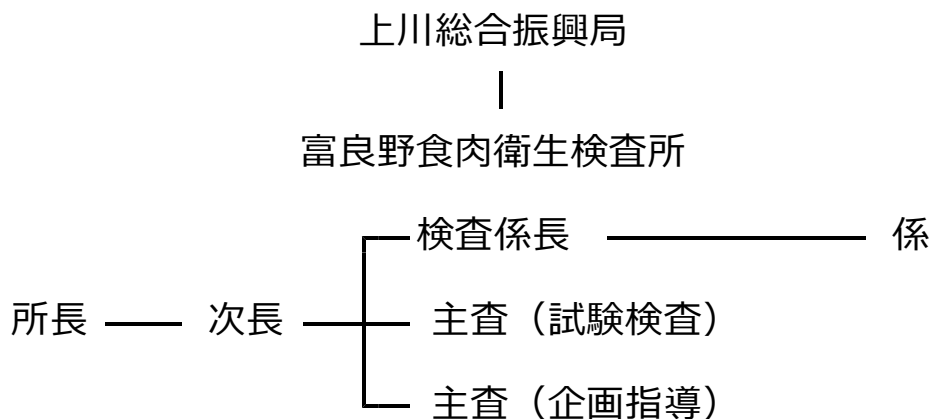 上川総合振興局
富良野食肉衛生検査所
検査係長 係
所長 次長 主査（試験検査）
主査（企画指導）